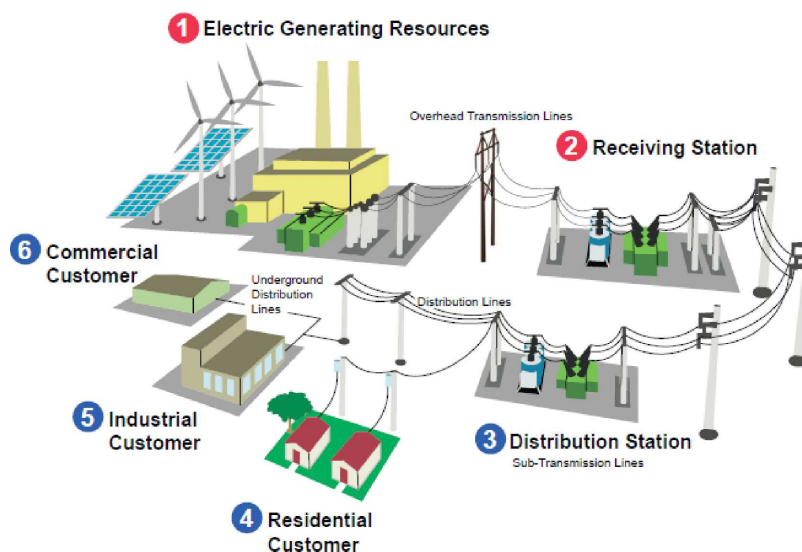 1 Electric Generating Resources
Overhead Transmission Lines
2 Receiving Station
6 Commercial
Customer
Underground
Distribution
Lines
Distribution Lines
5 Industrial
Customer
3 Distribution Station
Sub-Transmission Lines
4 Residential
Customer